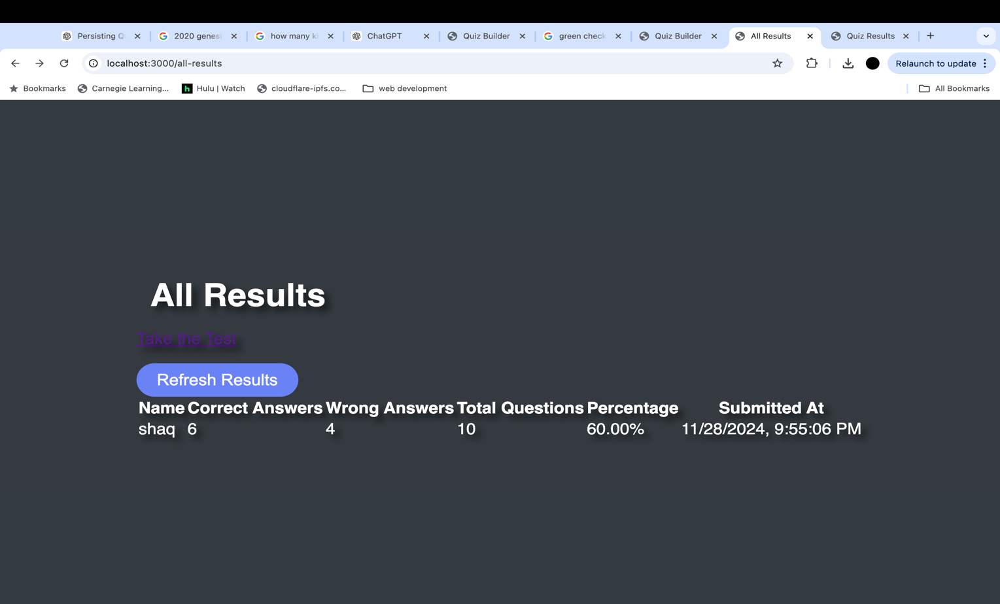 Persisting Q
2020 genesi
how many ki
ChatGPT
Quiz Builder
green check
Quiz Builder
All Results
Quiz Results
localhost:3000/all-results
Relaunch to update
Bookmarks
Carnegie Learning...
h
Hulu | Watch
cloudflare-ipfs.co...
web development
All Bookmarks
All Results
Take the Test
Refresh Results
Name Correct Answers Wrong Answers Total Questions Percentage Submitted At
shaq 6 4 10 60.00% 11/28/2024, 9:55:06 PM